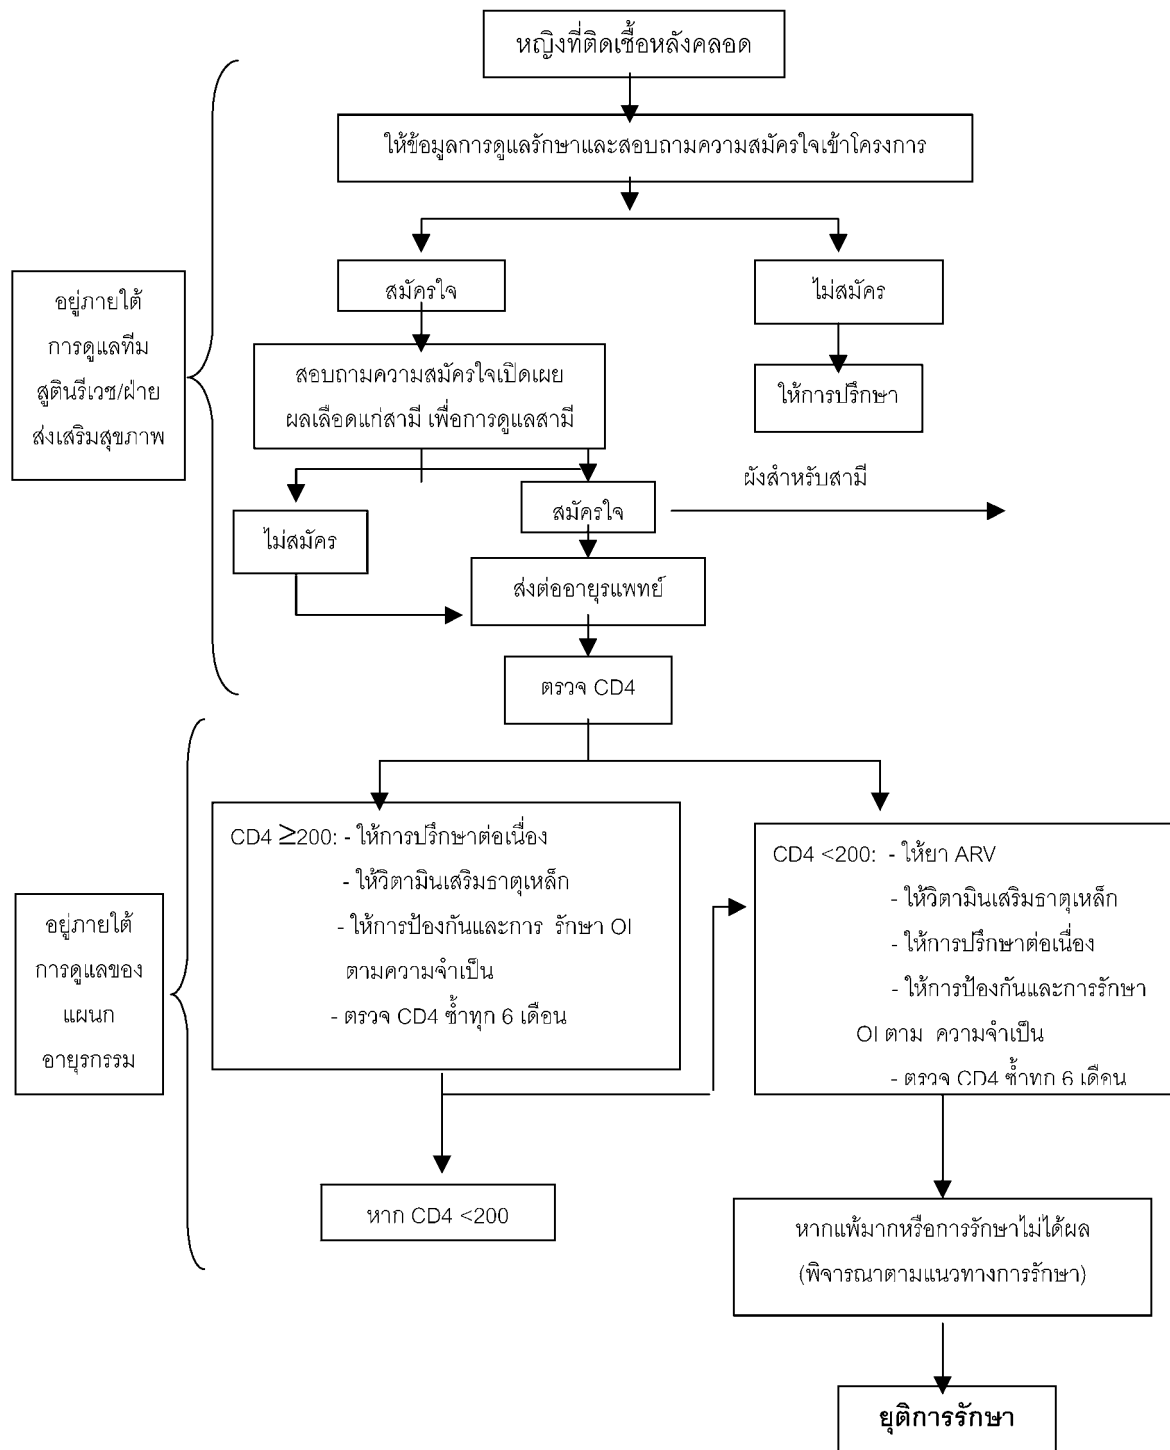 หญิงที่ติดเชื้อหลังคลอด
ให้ข้อมูลการดูแลรักษาและสอบถามความสมัครใจเข้าโครงการ
สมัครใจ
ไม่สมัคร
อยู่ภายใต้
การดูแลทีม
สูตินรีเวช/ฝ่าย
ส่งเสริมสุขภาพ
สอบถามความสมัครใจเปิดเผย
ผลเลือดแก่สามี เพื่อการดูแลสามี
ให้การปรึกษา
ผังสำหรับสามี
ไม่สมัคร
สมัครใจ
ส่งต่ออายุรแพทย์
ตรวจ CD4
อยู่ภายใต้
การดูแลของ
แผนก
อายุรกรรม
CD4 ≥200: - ให้การปรึกษาต่อเนื่อง
- ให้วิตามินเสริมธาตุเหล็ก
- ให้การป้องกันและการ รักษา OI
ตามความจำเป็น
- ตรวจ CD4 ซ้ำทุก 6 เดือน
CD4 <200: - ให้ยา ARV
- ให้วิตามินเสริมธาตุเหล็ก
- ให้การปรึกษาต่อเนื่อง
- ให้การป้องกันและการรักษา
OI ตาม ความจำเป็น
- ตรวจ CD4 ซ้ำทุก 6 เดือน
หาก CD4 <200
หากแพ้มากหรือการรักษาไม่ได้ผล
(พิจารณาตามแนวทางการรักษา)
ยุติการรักษา